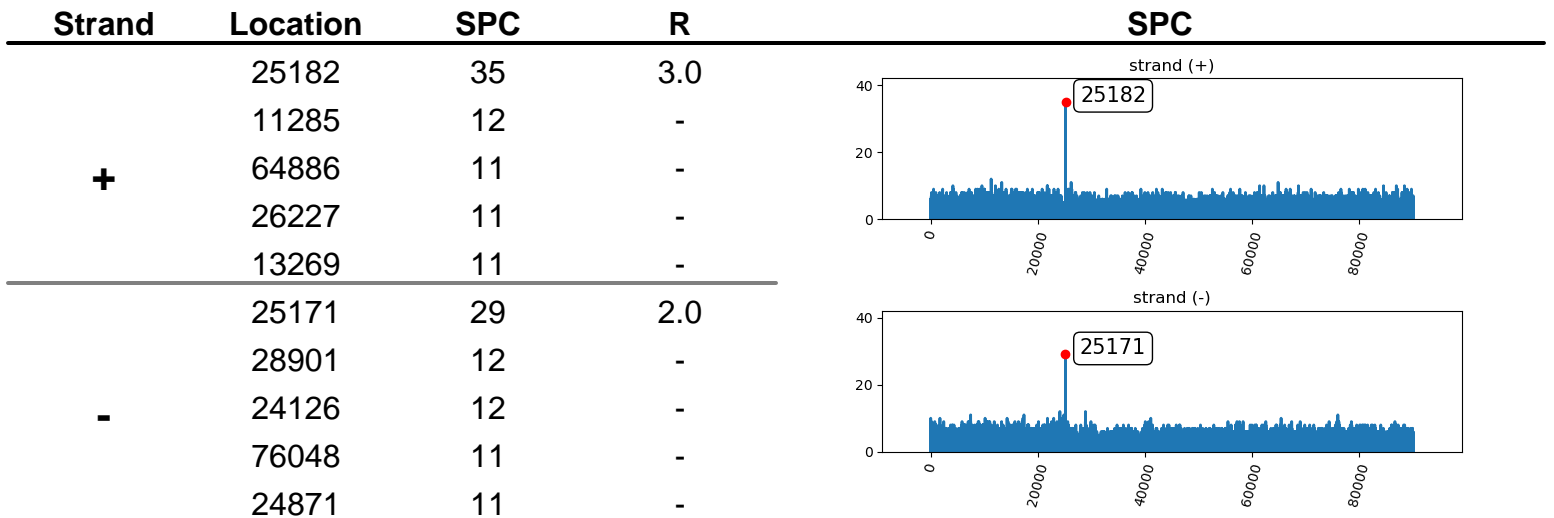 Strand Location SPC R SPC
25182 35 3.0
11285 12 -
+ 64886 11 -
26227 11 -
13269 11 -
25171 29 2.0
28901 12 -
- 24126 12 -
76048 11 -
24871 11 -
strand (+)
40
25182
20
0
0 20000 40000 60000 80000
strand (-)
40
25171
20
0
0 20000 40000 60000 80000